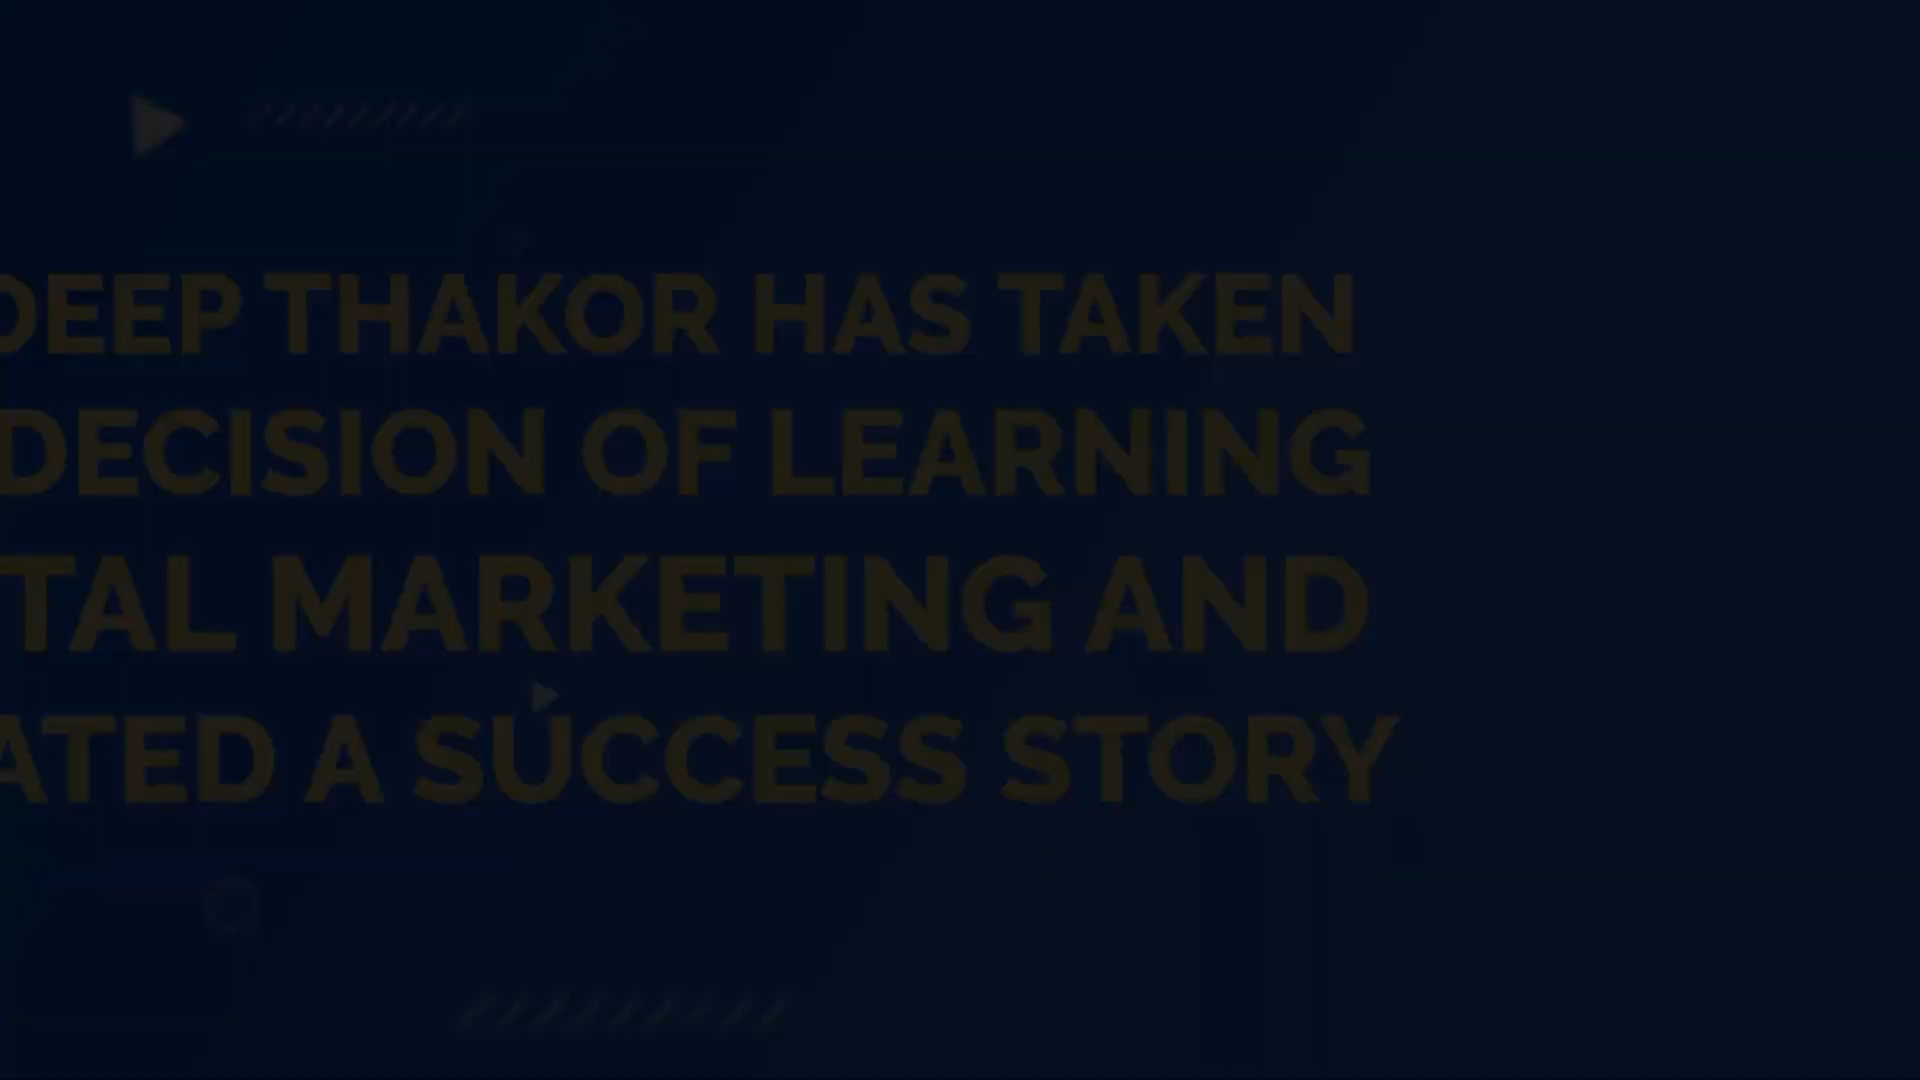 DEEP THAKOR HAS TAKEN
DECISION OF LEARNING
TAL MARKETING AND
ATED A SUCCESS STORY